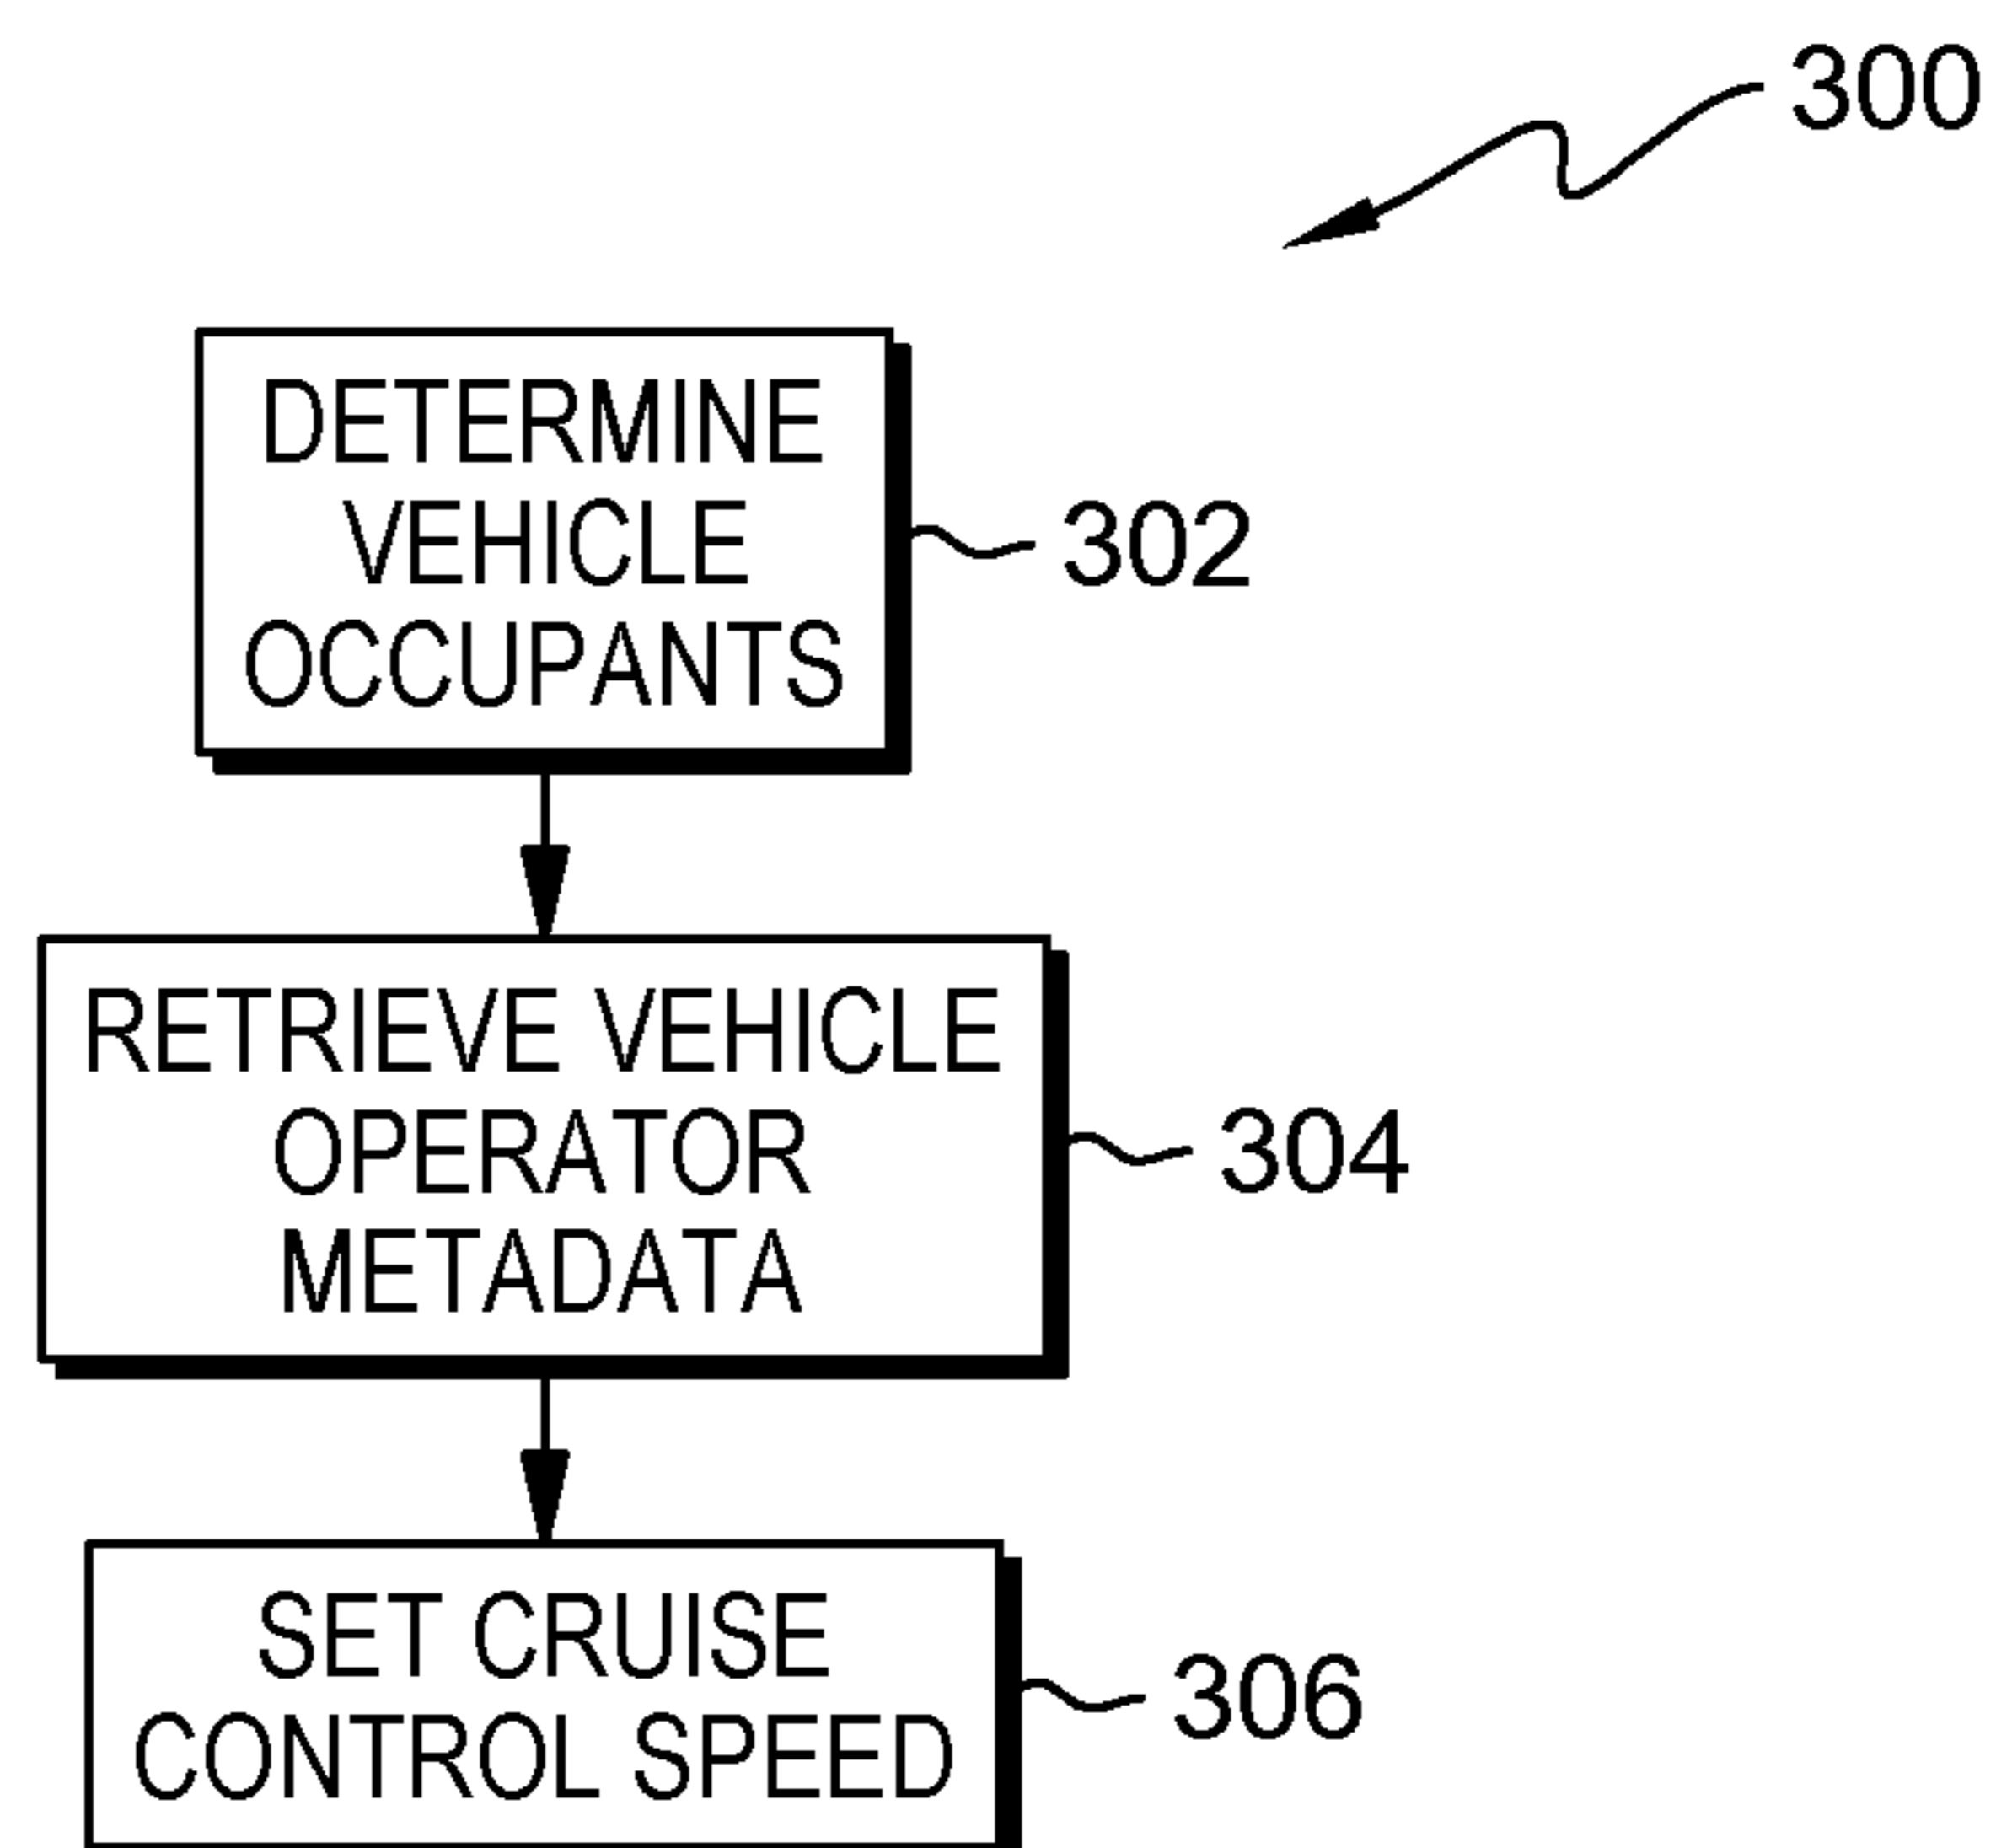 300
DETERMINE
VEHICLE
OCCUPANTS
302
RETRIEVE VEHICLE
OPERATOR
METADATA
304
SET CRUISE
CONTROL SPEED
306